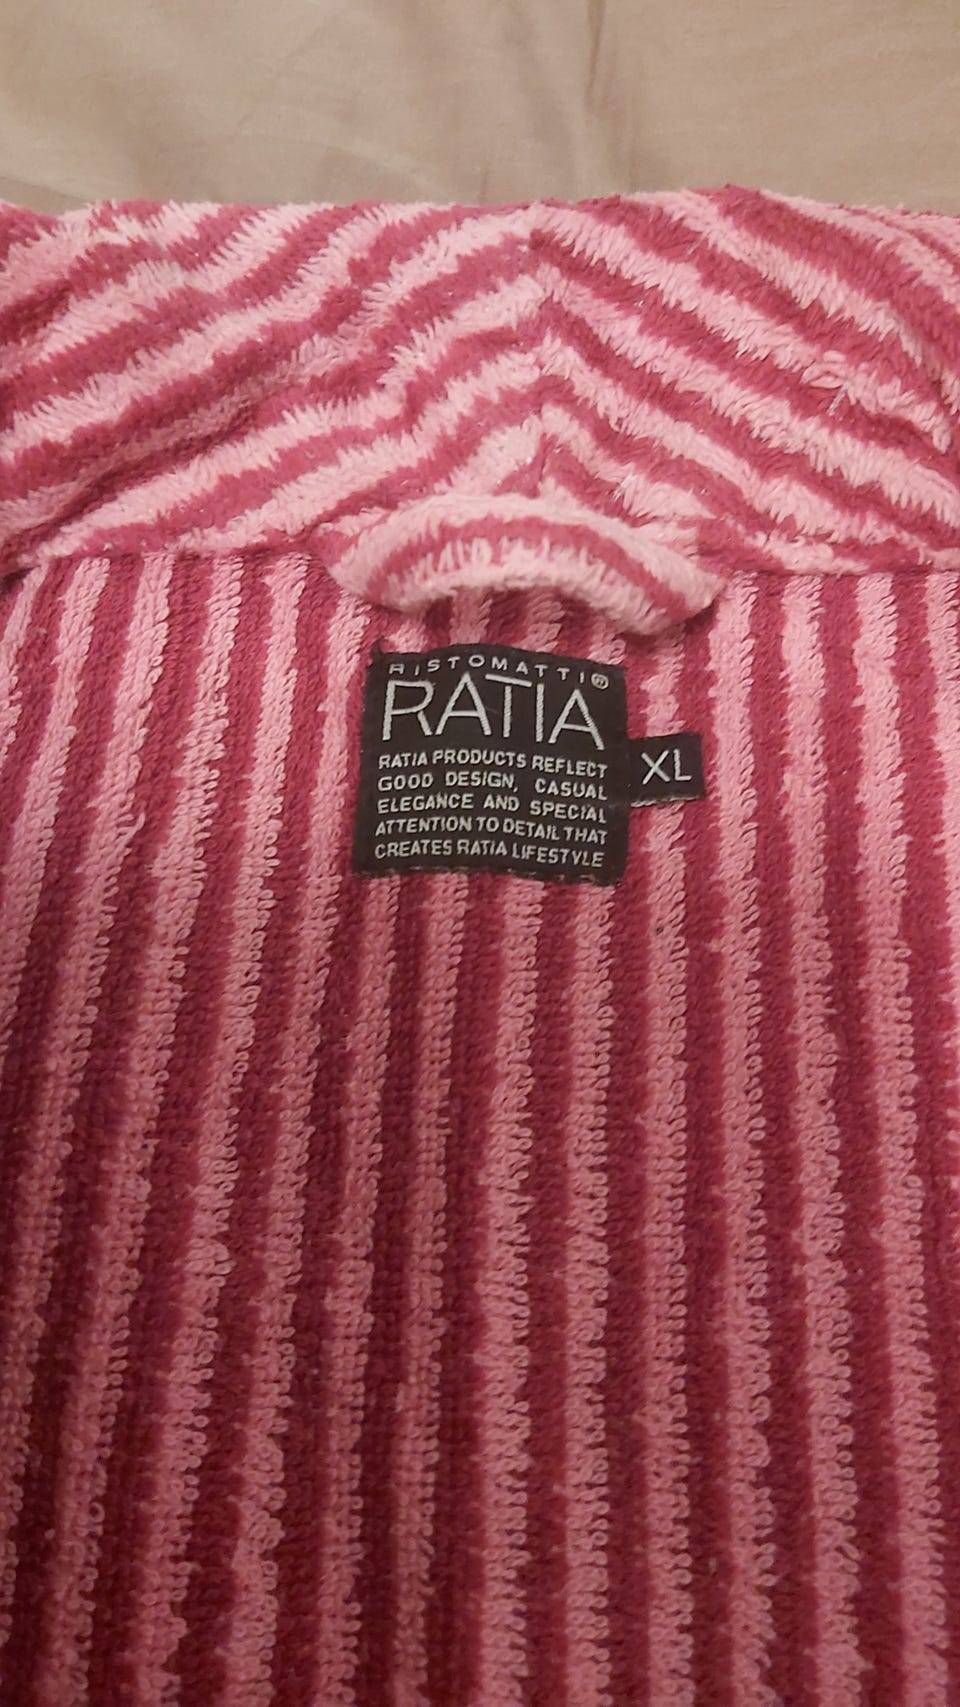 RISTOMATTI®
RATIA
RATIA PRODUCTS REFLECT
GOOD DESIGN, CASUAL
ELEGANCE AND SPECIAL
ATTENTION TO DETAIL THAT
CREATES RATIA LIFESTYLE
XL